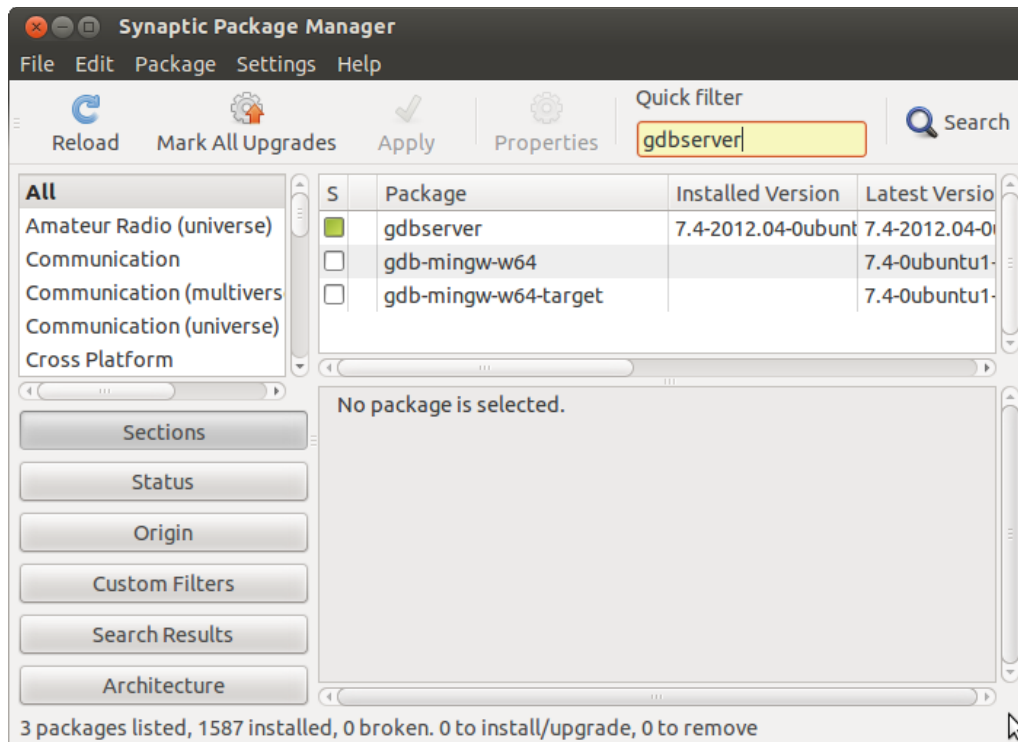 Synaptic Package Manager
File Edit Package Settings Help
Reload Mark All Upgrades Apply Properties Quick filter gdbserver Search
All
Amateur Radio (universe)
Communication
Communication (multivers
Communication (universe)
Cross Platform
S Package Installed Version Latest Versio
gdbserver 7.4-2012.04-0ubunt 7.4-2012.04-0u
gdb-mingw-w64 7.4-0ubuntu1-
gdb-mingw-w64-target 7.4-0ubuntu1-
Sections
Status
Origin
Custom Filters
Search Results
Architecture
No package is selected.
3 packages listed, 1587 installed, 0 broken. 0 to install/upgrade, 0 to remove